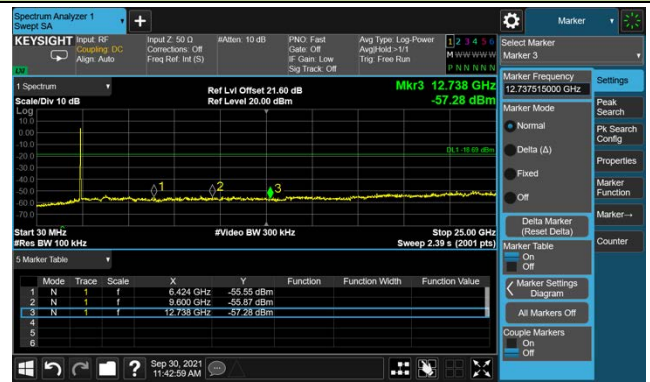 Spectrum Analyzer 1
Swept SA
+
Marker
KEYSIGHT
Input: RF
Coupling: DC
Align: Auto
Input Z: 50 Ω
Corrections: Off
Freq Ref: Int (S)
#Atten: 10 dB
PNO: Fast
Gate: Off
IF Gain: Low
Sig Track: Off
Avg Type: Log-Power
Avg|Hold >1/1
Trig: Free Run
1 2 3 4 5 6
M W W W W W
P N N N N N
LXI
Select Marker
Marker 3
1 Spectrum
Scale/Div 10 dB
Ref Lvl Offset 21.60 dB
Ref Level 20.00 dBm
Mkr3 12.738 GHz
-57.28 dBm
Log
10.0
0.00
-10.0
-20.0
-30.0
-40.0
-50.0
-60.0
-70.0
DL1 -18.69 dBm
1
2
3
Start 30 MHz
#Res BW 100 kHz
#Video BW 300 kHz
Stop 25.00 GHz
Sweep 2.39 s (2001 pts)
5 Marker Table
Mode Trace Scale X Y Function Function Width Function Value
1 N 1 f 6.424 GHz -55.55 dBm
2 N 1 f 9.600 GHz -55.87 dBm
3 N 1 f 12.738 GHz -57.28 dBm
4
5
6
Marker Frequency
12.737515000 GHz
Marker Mode
Normal
Delta (Δ)
Fixed
Off
Delta Marker
(Reset Delta)
Marker Table
On
Off
Marker Settings
Diagram
All Markers Off
Couple Markers
On
Off
Settings
Peak
Search
Pk Search
Config
Properties
Marker
Function
Marker→
Counter
?
Sep 30, 2021
11:42:59 AM